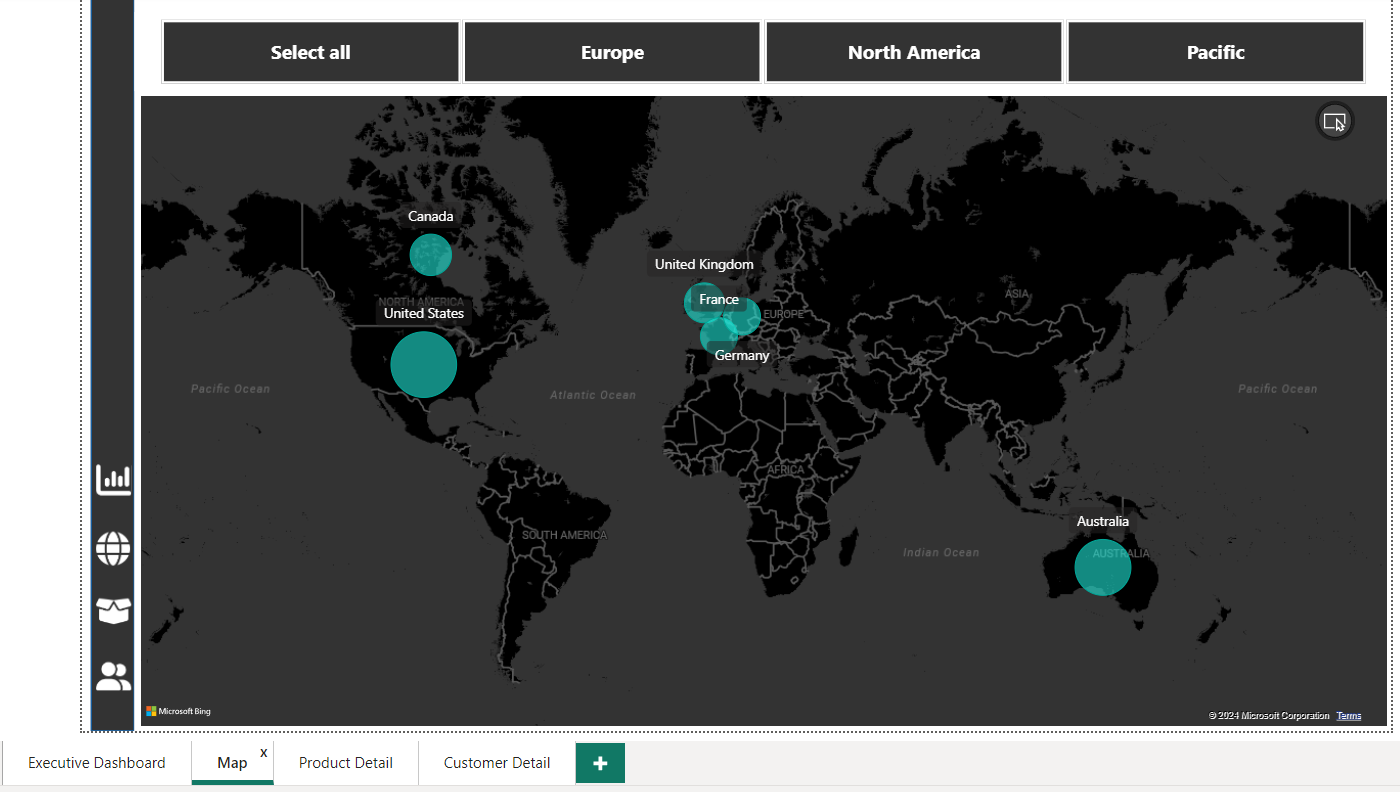 Select all
Europe
North America
Pacific
Canada
NORTH AMERICA
United States
United Kingdom
France
EUROPE
Germany
ASIA
Pacific Ocean
Atlantic Ocean
Pacific Ocean
AFRICA
SOUTH AMERICA
Indian Ocean
Australia
AUSTRALIA
Microsoft Bing
© 2024 Microsoft Corporation Terms
Executive Dashboard
Map
x
Product Detail
Customer Detail
+